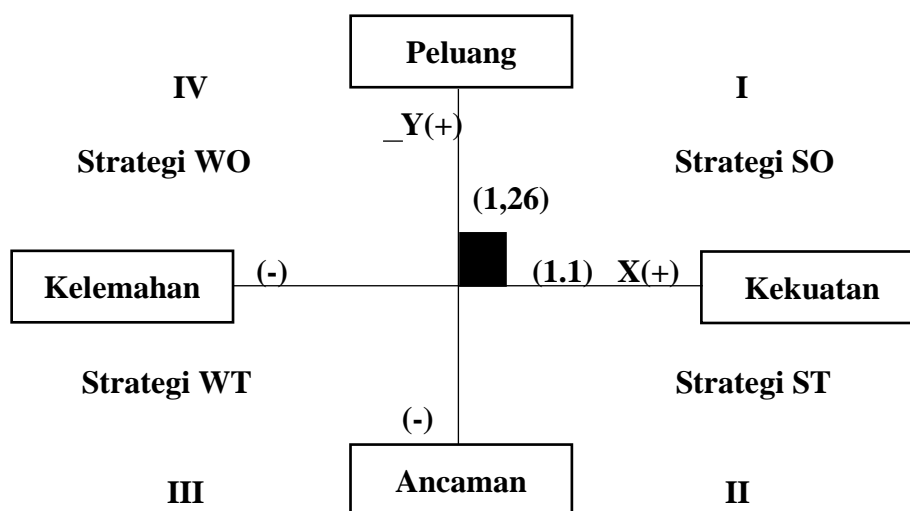 Peluang
IV
I
_Y(+)
Strategi WO
Strategi SO
(1,26)
Kelemahan
(-)
(1.1)
X(+)
Kekuatan
Strategi WT
Strategi ST
(-)
III
Ancaman
II